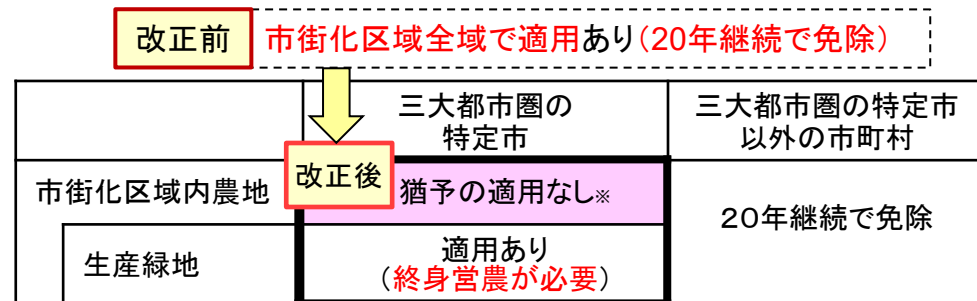 改正前 市街化区域全域で適用あり(20年継続で免除)
三大都市圏の
特定市
三大都市圏の特定市
以外の市町村
改正後
市街化区域内農地
猶予の適用なし※
20年継続で免除
生産緑地
適用あり
(終身営農が必要)